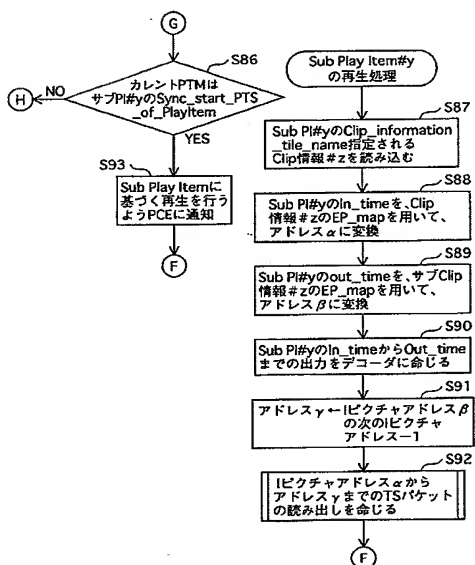 G
S86
カレントPTMは
サブPI#yのSync_start_PTS
_of_PlayItem
NO
H
YES
S93
Sub Play Itemに
基づく再生を行う
ようPCEに通知
F
Sub Play Item#y
の再生処理
S87
Sub PI#yのClip_information
_tile_name指定される
Clip情報#zを読み込む
S88
Sub PI#yのIn_timeを、Clip
情報#zのEP_mapを用いて、
アドレスαに変換
S89
Sub PI#yのout_timeを、サブClip
情報#zのEP_mapを用いて、
アドレスβに変換
S90
Sub PI#yのIn_timeからOut_time
までの出力をデコーダに命じる
S91
アドレスγ←Iピクチャアドレスβ
の次のIピクチャ
アドレス−1
S92
Iピクチャアドレスαから
アドレスγまでのTSパケット
の読み出しを命じる
F